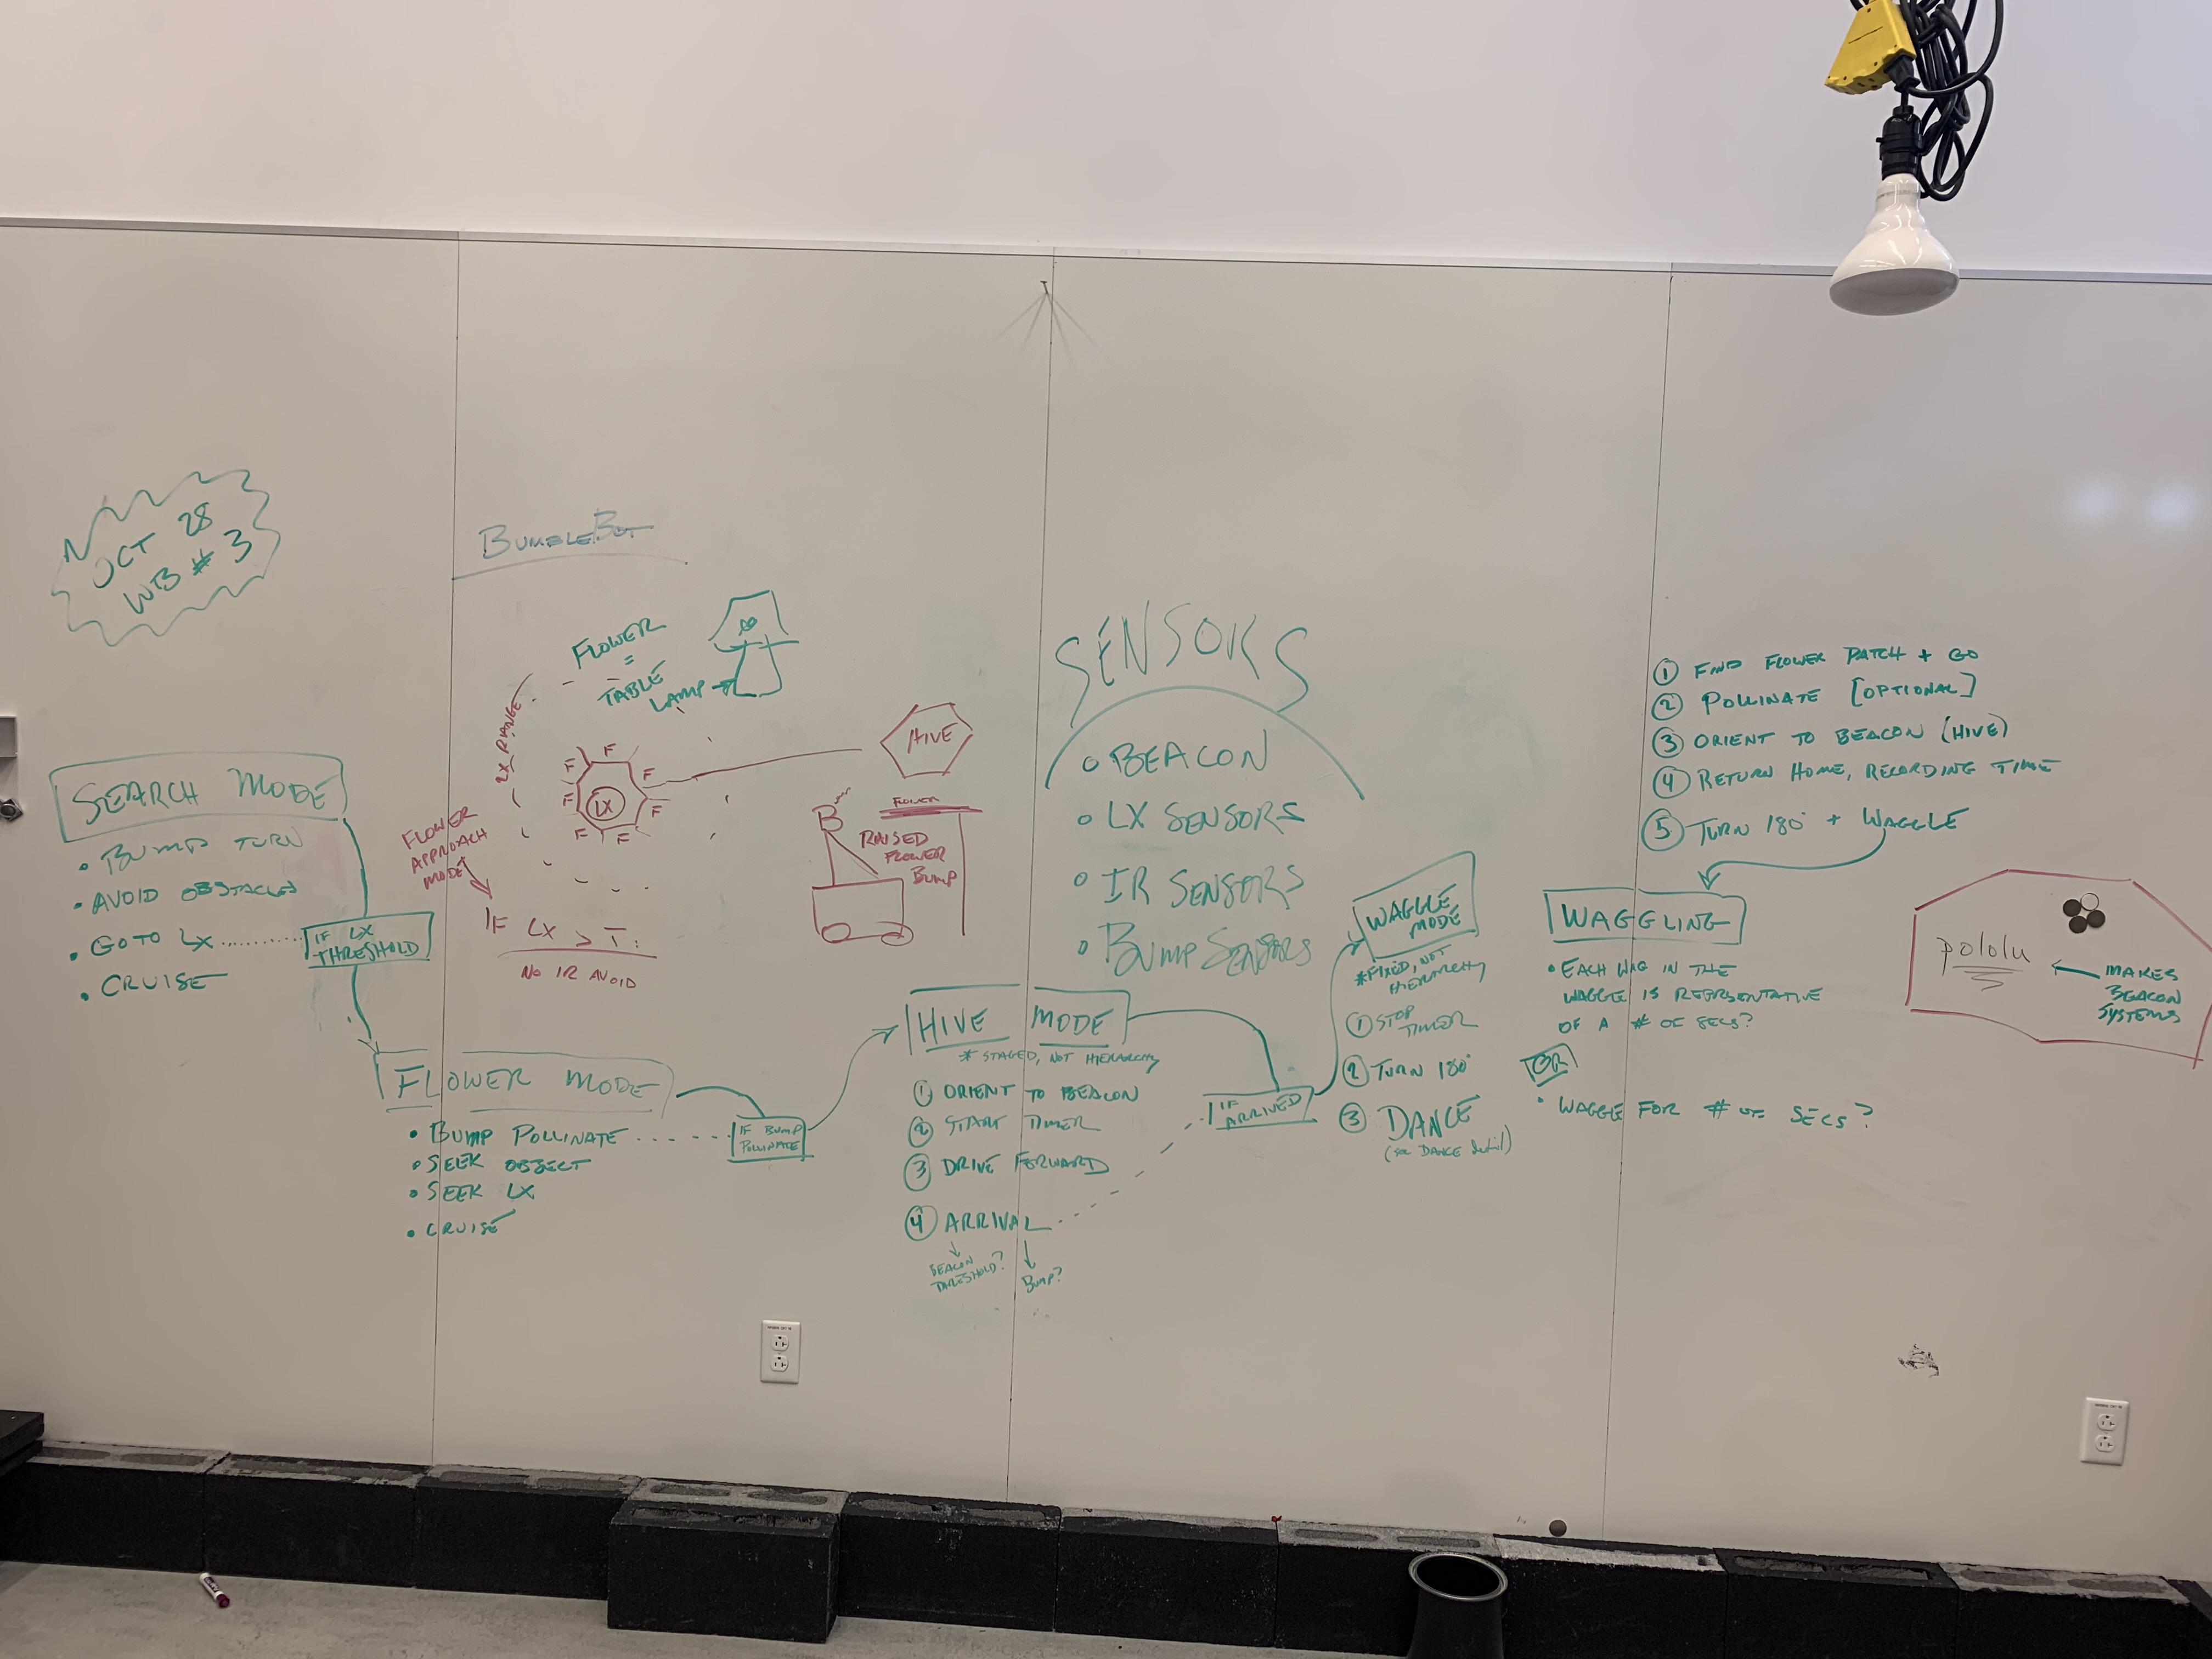 OCT 28
WB # 3
BUMBLEBOT
FLOWER
=
TABLE
LAMP
2X RANGE
F
F
F
F
F
F
F
F
LX
HIVE
FLOWER
APPROACH
MODE
IF LX > T:
NO IR AVOID
B
FLOWER
RAISED
FLOWER
BUMP
SEARCH MODE
• BUMP TURN
• AVOID OBSTACLES
• GO TO LX
• CRUISE
IF LX
THRESHOLD
FLOWER MODE
• BUMP POLLINATE
• SEEK OBJECT
• SEEK LX
• CRUISE
IF BUMP
POLLINATE
SENSORS
• BEACON
• LX SENSORS
• IR SENSORS
• BUMP SENSORS
HIVE MODE
* STAGED, NOT HIERARCHY
① ORIENT TO BEACON
② START TIMER
③ DRIVE FORWARD
④ ARRIVAL
BEACON
THRESHOLD?
BUMP?
IF
ARRIVED
WAGGLE
MODE
* FIXED, NOT
HIERARCHY
① STOP
TIMER
② TURN 180°
③ DANCE
(see DANCE detail)
① FIND FLOWER PATCH + GO
② POLLINATE [OPTIONAL]
③ ORIENT TO BEACON (HIVE)
④ RETURN HOME, RECORDING TIME
⑤ TURN 180° + WAGGLE
WAGGLING
• EACH WAG IN THE
WAGGLE IS REPRSNTATIVE
OF A # OF SECS?
OR
• WAGGLE FOR # OF SECS?
pololu
MAKES
BEACON
SYSTEMS